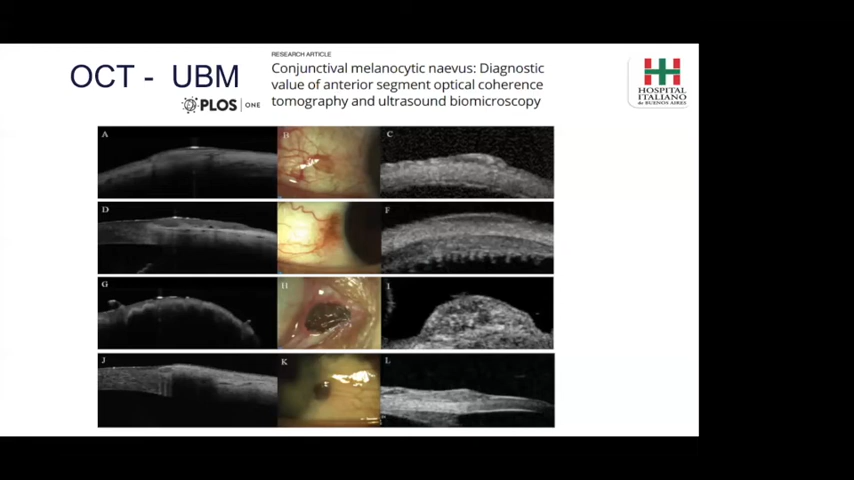 OCT - UBM
PLOS ONE
RESEARCH ARTICLE
Conjunctival melanocytic naevus: Diagnostic
value of anterior segment optical coherence
tomography and ultrasound biomicroscopy
HOSPITAL
ITALIANO
de BUENOS AIRES
A
B
C
D
F
G
H
I
J
K
L